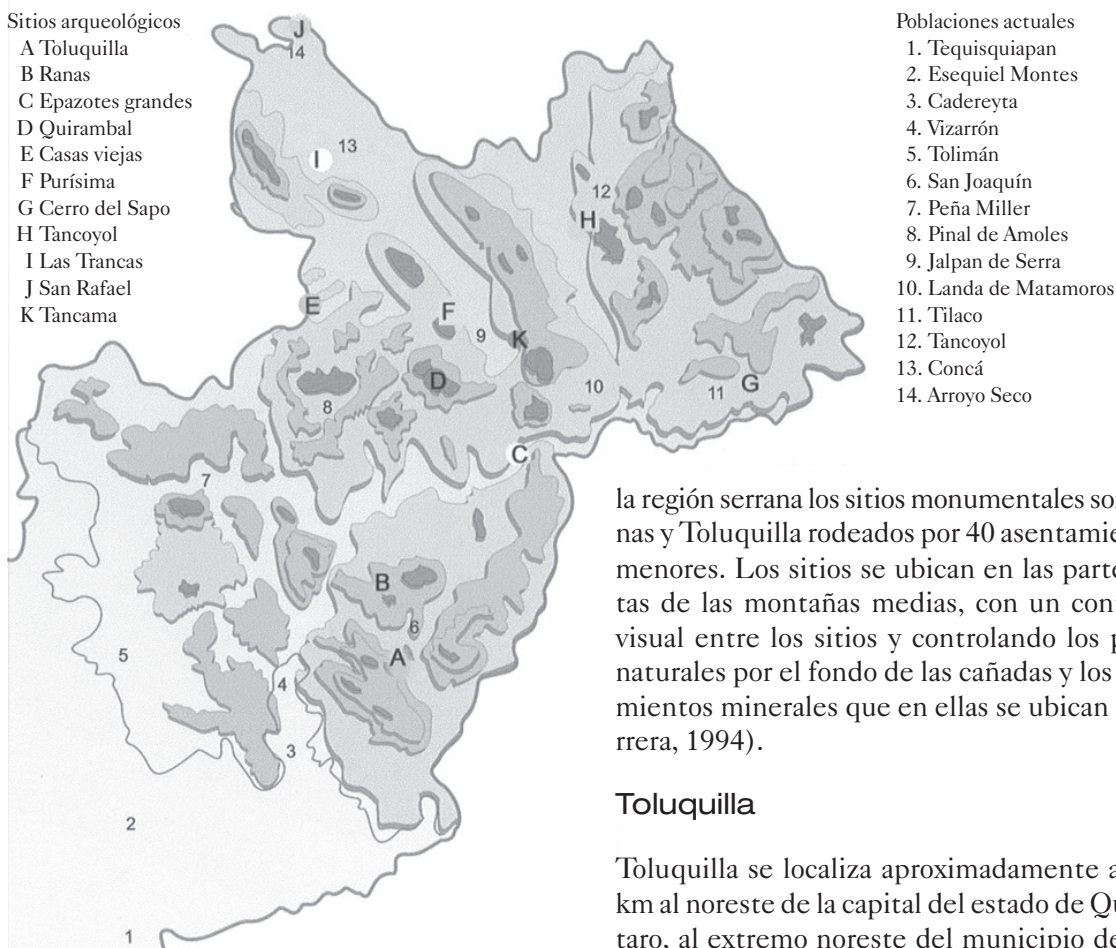 Sitios arqueológicos
A Toluquilla
B Ranas
C Epazotes grandes
D Quirambal
E Casas viejas
F Purísima
G Cerro del Sapo
H Tancoyol
I Las Trancas
J San Rafael
K Tancama
Poblaciones actuales
1. Tequisquiapan
2. Esequiel Montes
3. Cadereyta
4. Vizarrón
5. Tolimán
6. San Joaquín
7. Peña Miller
8. Pinal de Amoles
9. Jalpan de Serra
10. Landa de Matamoros
11. Tilaco
12. Tancoyol
13. Concá
14. Arroyo Seco
J
14
13
I
12
H
E
F
9
K
D
8
10
11
G
C
7
B
6
A
5
4
3
2
1
la región serrana los sitios monumentales so
nas y Toluquilla rodeados por 40 asentamie
menores. Los sitios se ubican en las parte
tas de las montañas medias, con un con
visual entre los sitios y controlando los p
naturales por el fondo de las cañadas y los
mientos minerales que en ellas se ubican
rrera, 1994).
Toluquilla
Toluquilla se localiza aproximadamente a
km al noreste de la capital del estado de Qu
taro, al extremo noreste del municipio de